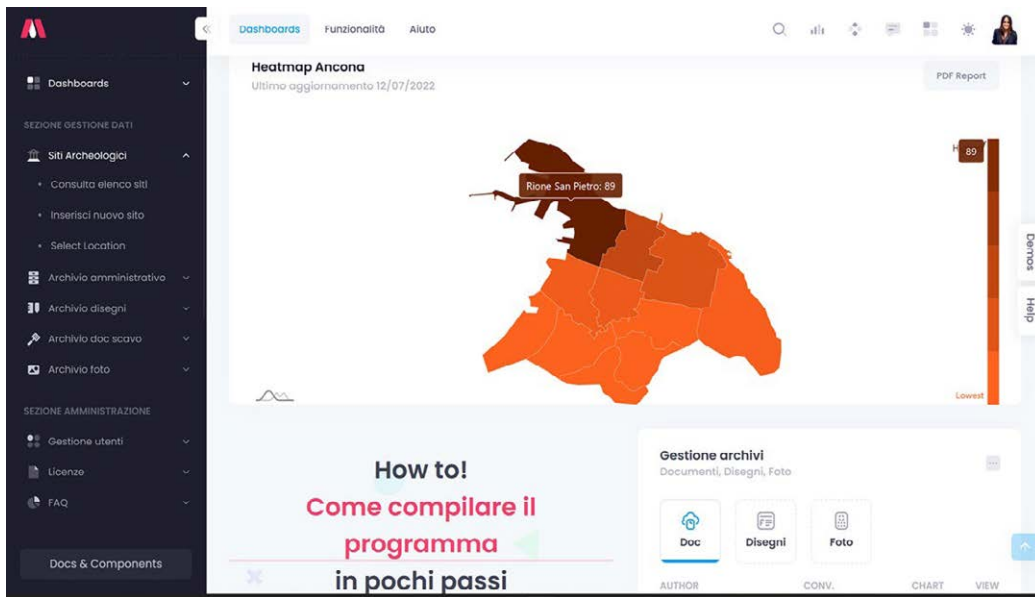 Dashboards
Funzionalità
Aiuto
Dashboards
SEZIONE GESTIONE DATI
Siti Archeologici
Consulta elenco siti
Inserisci nuovo sito
Select Location
Archivio amministrativo
Archivio disegni
Archivio doc scavo
Archivio foto
SEZIONE AMMINISTRAZIONE
Gestione utenti
Licenze
FAQ
Docs & Components
Heatmap Ancona
Ultimo aggiornamento 12/07/2022
PDF Report
89
Rione San Pietro: 89
Lowest
Demos
Help
How to!
Come compilare il
programma
in pochi passi
Gestione archivi
Documenti, Disegni, Foto
Doc
Disegni
Foto
AUTHOR
CONV.
CHART
VIEW